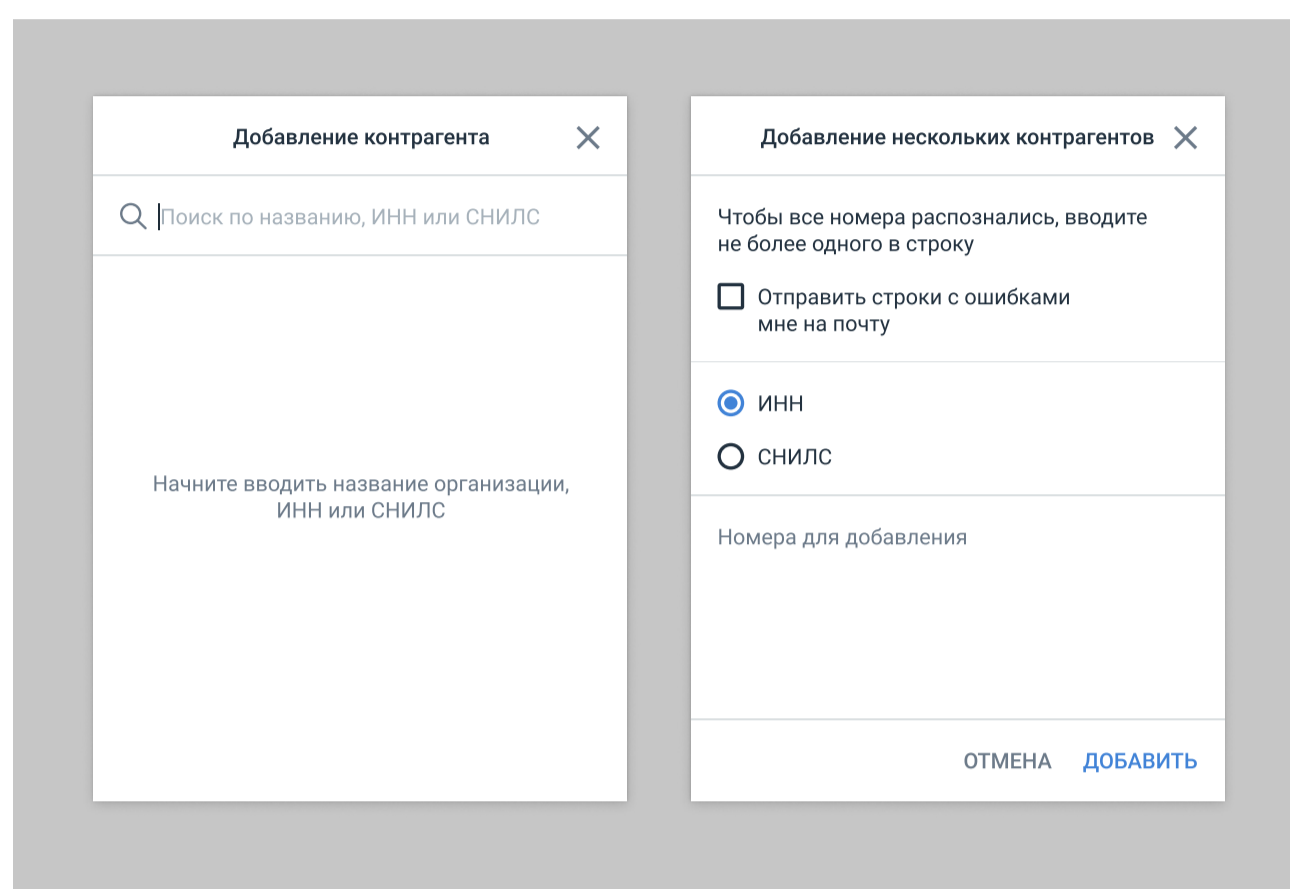 Добавление контрагента
Поиск по названию, ИНН или СНИЛС
Начните вводить название организации,
ИНН или СНИЛС
Добавление нескольких контрагентов
Чтобы все номера распознались, вводите
не более одного в строку
Отправить строки с ошибками
мне на почту
ИНН
СНИЛС
Номера для добавления
ОТМЕНА ДОБАВИТЬ